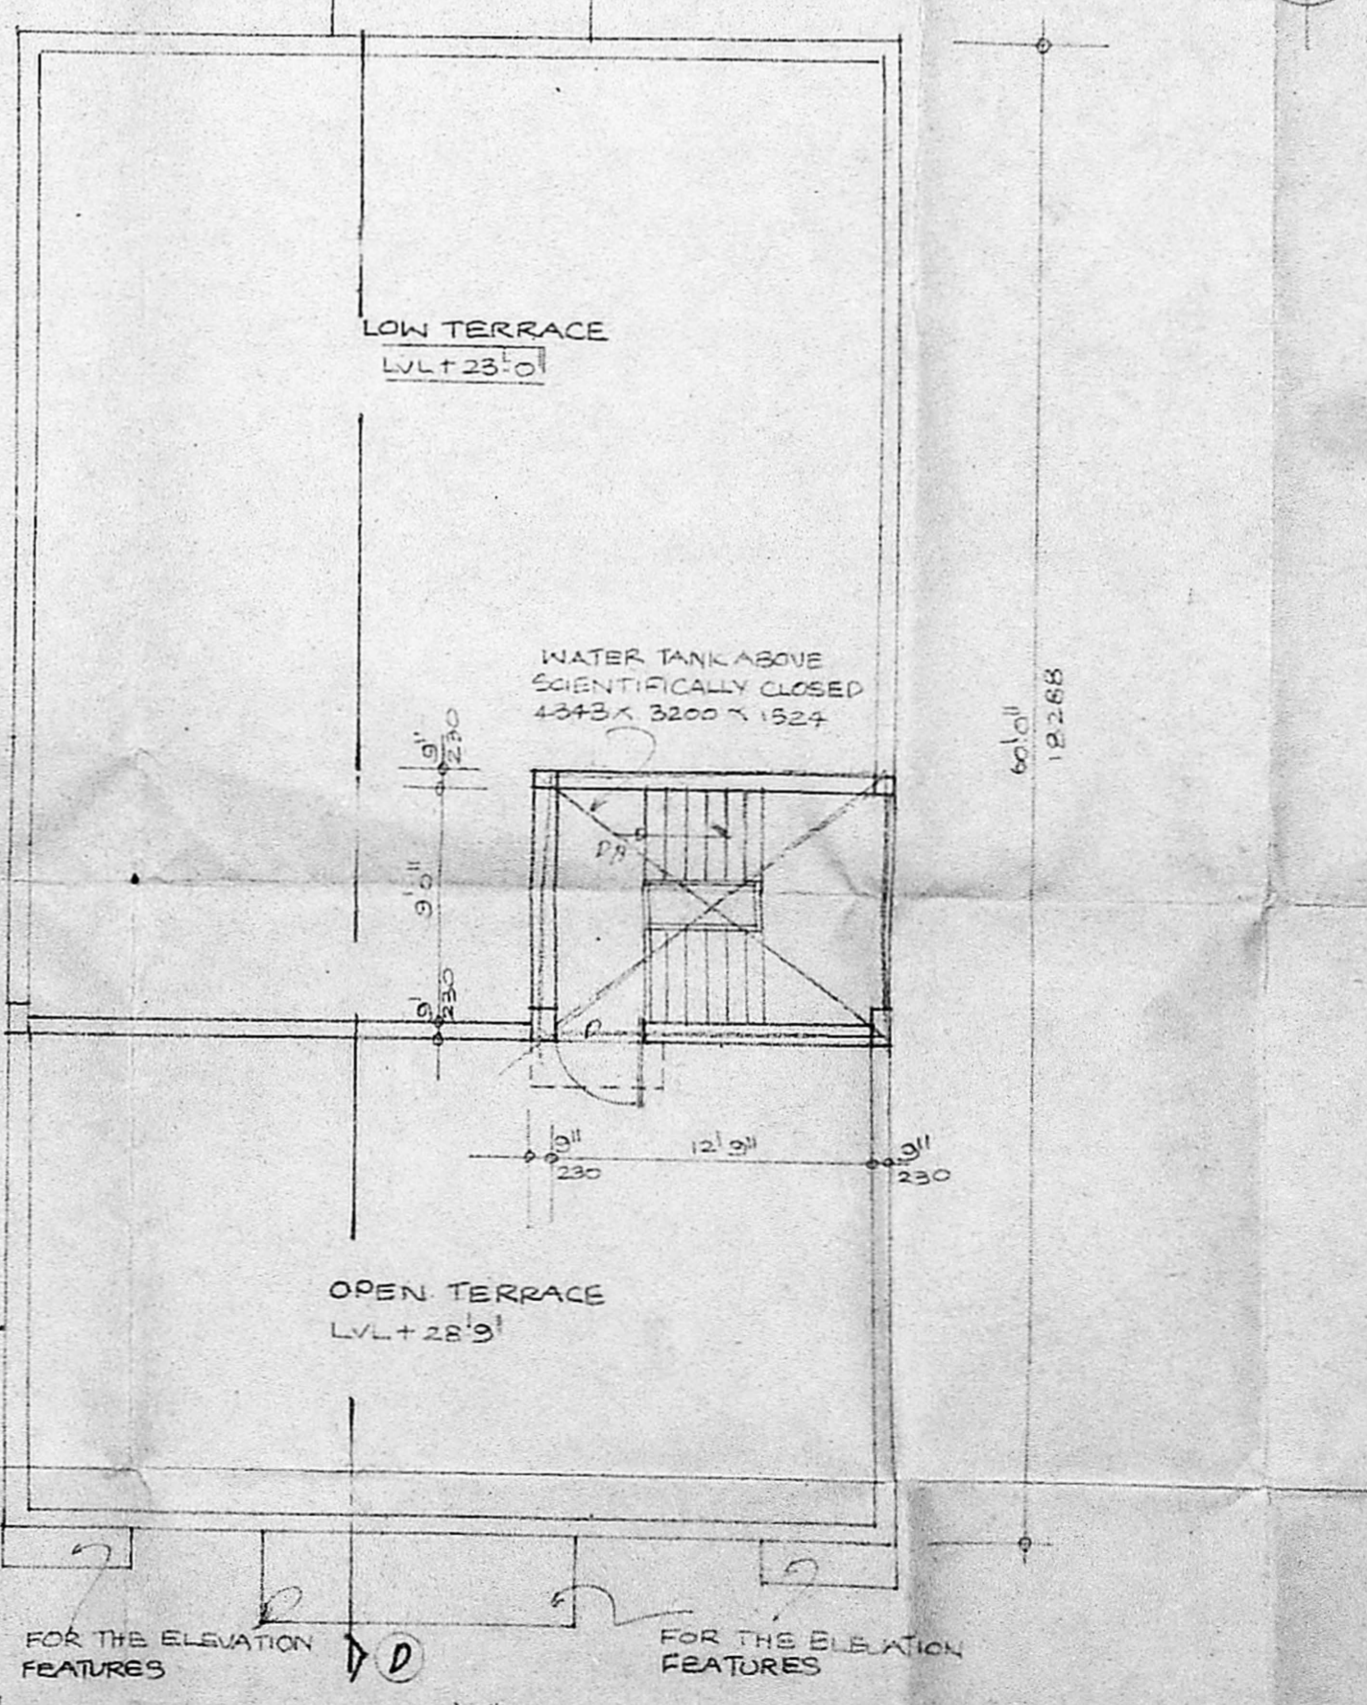 LOW TERRACE
LVL + 23'-0"
WATER TANK ABOVE
SCIENTIFICALLY CLOSED
4343 x 3200 x 1524
9"
230
9'0"
9'
230
60'0"
18288
D
9"
230
12'9"
9"
230
OPEN TERRACE
LVL + 28'9'
FOR THE ELEVATION
FEATURES
D
FOR THE ELEVATION
FEATURES